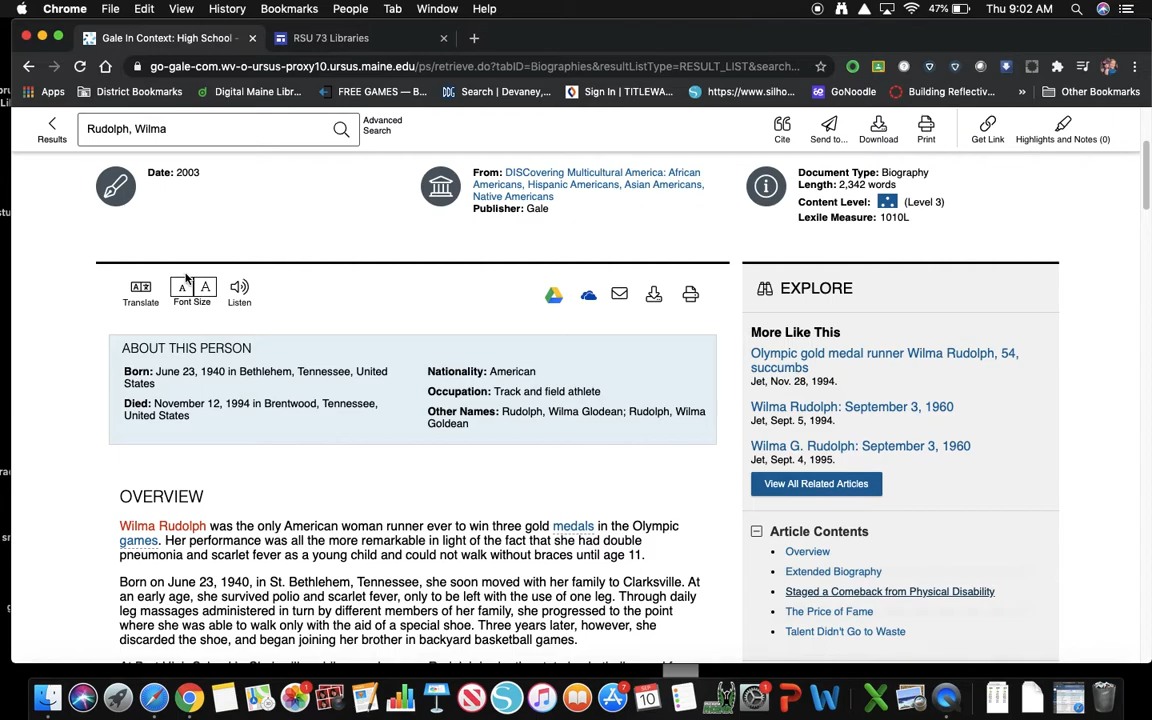 Chrome File Edit View History Bookmarks People Tab Window Help 47% Thu 9:02 AM
Gale In Context: High School - RSU 73 Libraries
go-gale-com.wv-o-ursus-proxy10.ursus.maine.edu/ps/retrieve.do?tabID=Biographies&resultListType=RESULT_LIST&search...
Apps District Bookmarks Digital Maine Libr... FREE GAMES — B... Search | Devaney,... Sign In | TITLEWA... https://www.silho... GoNoodle Building Reflectiv... » Other Bookmarks
Results Rudolph, Wilma Advanced
Search
Cite Send to... Download Print Get Link Highlights and Notes (0)
Date: 2003
From: DISCovering Multicultural America: African
Americans, Hispanic Americans, Asian Americans,
Native Americans
Publisher: Gale
Document Type: Biography
Length: 2,342 words
Content Level: (Level 3)
Lexile Measure: 1010L
A A
Translate Font Size Listen
ABOUT THIS PERSON
Born: June 23, 1940 in Bethlehem, Tennessee, United
States
Died: November 12, 1994 in Brentwood, Tennessee,
United States
Nationality: American
Occupation: Track and field athlete
Other Names: Rudolph, Wilma Glodean; Rudolph, Wilma
Goldean
OVERVIEW
Wilma Rudolph was the only American woman runner ever to win three gold medals in the Olympic
games. Her performance was all the more remarkable in light of the fact that she had double
pneumonia and scarlet fever as a young child and could not walk without braces until age 11.
Born on June 23, 1940, in St. Bethlehem, Tennessee, she soon moved with her family to Clarksville. At
an early age, she survived polio and scarlet fever, only to be left with the use of one leg. Through daily
leg massages administered in turn by different members of her family, she progressed to the point
where she was able to walk only with the aid of a special shoe. Three years later, however, she
discarded the shoe, and began joining her brother in backyard basketball games.
EXPLORE
More Like This
Olympic gold medal runner Wilma Rudolph, 54,
succumbs
Jet, Nov. 28, 1994.
Wilma Rudolph: September 3, 1960
Jet, Sept. 5, 1994.
Wilma G. Rudolph: September 3, 1960
Jet, Sept. 4, 1995.
View All Related Articles
Article Contents
Overview
Extended Biography
Staged a Comeback from Physical Disability
The Price of Fame
Talent Didn't Go to Waste